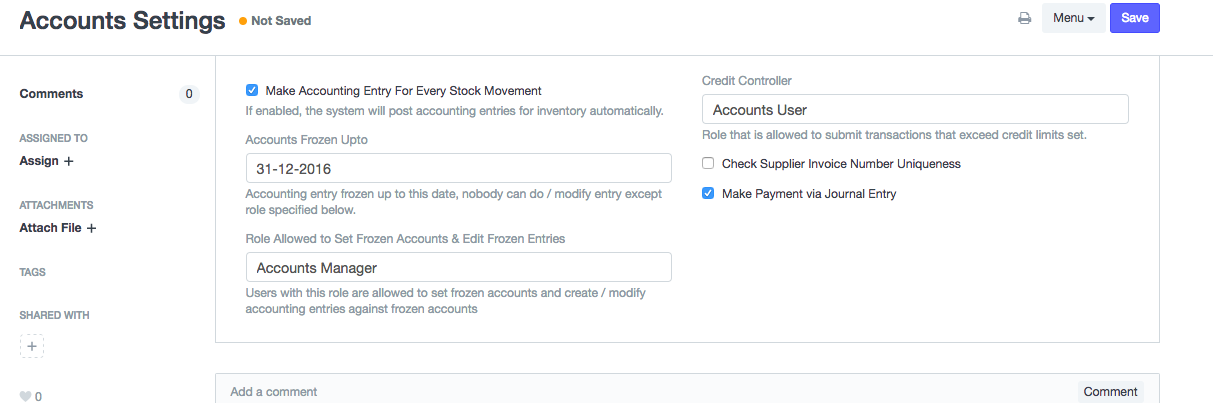 Accounts Settings
Not Saved
Menu
Save
Comments
0
ASSIGNED TO
Assign +
ATTACHMENTS
Attach File +
TAGS
SHARED WITH
+
0
Make Accounting Entry For Every Stock Movement
If enabled, the system will post accounting entries for inventory automatically.
Accounts Frozen Upto
31-12-2016
Accounting entry frozen up to this date, nobody can do / modify entry except
role specified below.
Role Allowed to Set Frozen Accounts & Edit Frozen Entries
Accounts Manager
Users with this role are allowed to set frozen accounts and create / modify
accounting entries against frozen accounts
Credit Controller
Accounts User
Role that is allowed to submit transactions that exceed credit limits set.
Check Supplier Invoice Number Uniqueness
Make Payment via Journal Entry
Add a comment
Comment